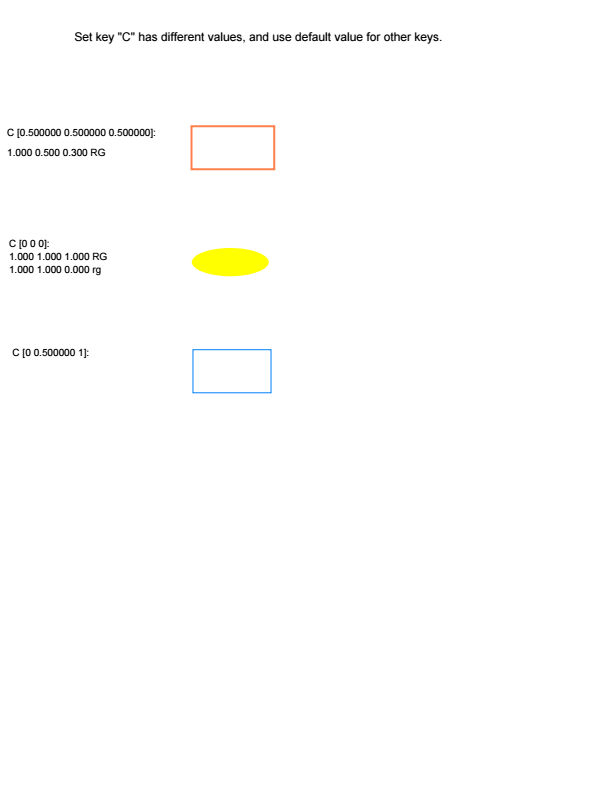 Set key "C" has different values, and use default value for other keys.
C [0.500000 0.500000 0.500000]:
1.000 0.500 0.300 RG
C [0 0 0]:
1.000 1.000 1.000 RG
1.000 1.000 0.000 rg
C [0 0.500000 1]: